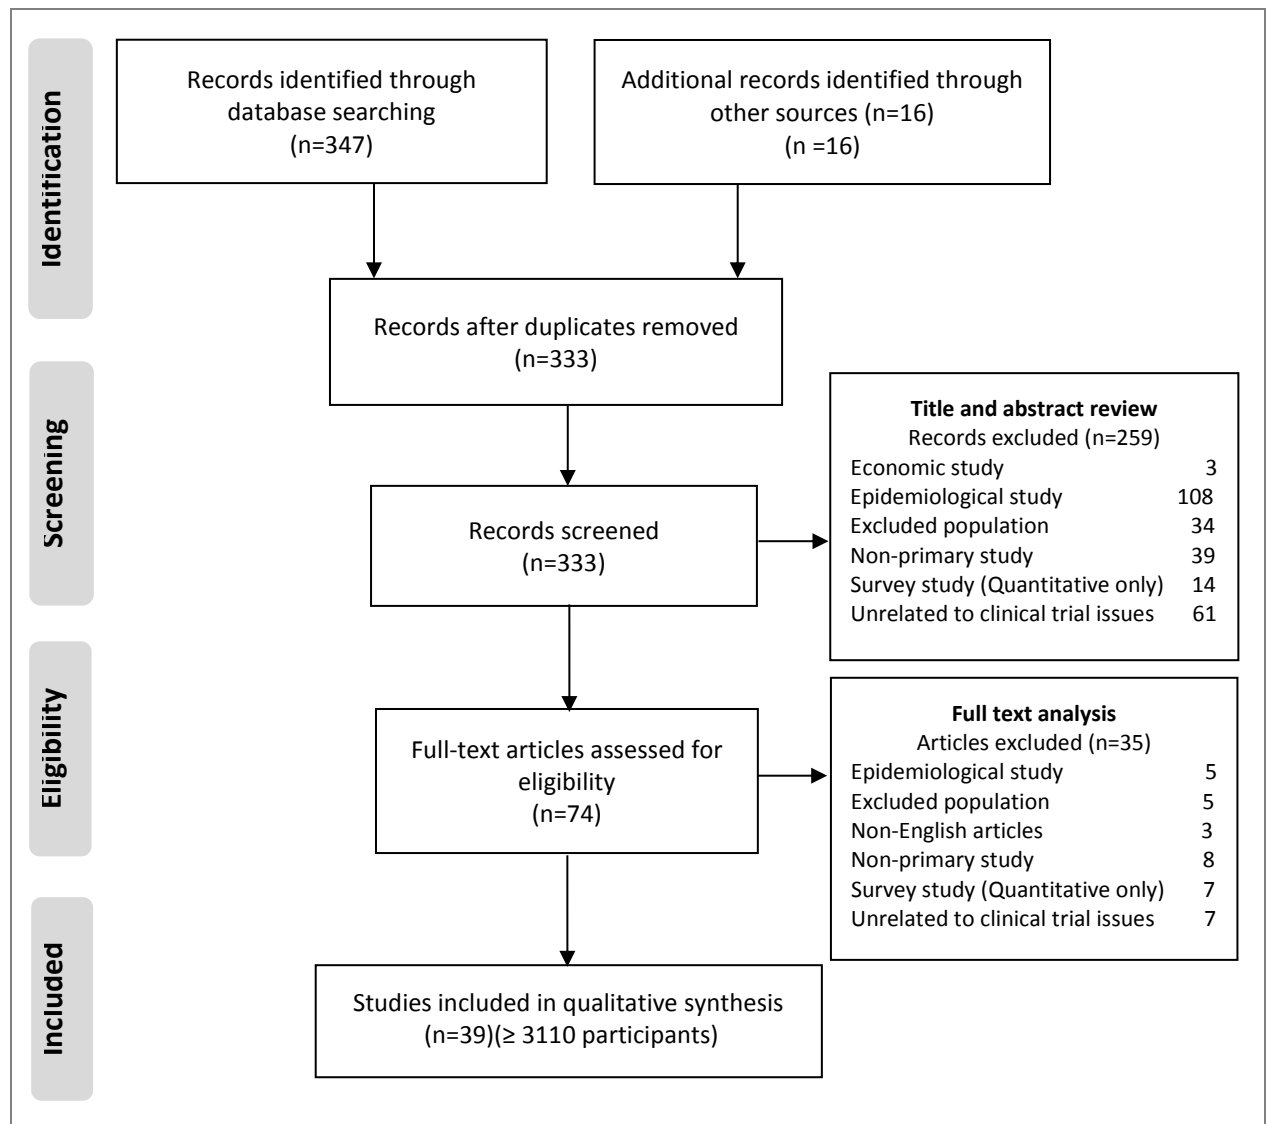 Identification
Records identified through
database searching
(n=347)
Additional records identified through
other sources (n=16)
(n =16)
Records after duplicates removed
(n=333)
Screening
Records screened
(n=333)
Title and abstract review
Records excluded (n=259)
Economic study 3
Epidemiological study 108
Excluded population 34
Non-primary study 39
Survey study (Quantitative only) 14
Unrelated to clinical trial issues 61
Eligibility
Full-text articles assessed for
eligibility
(n=74)
Full text analysis
Articles excluded (n=35)
Epidemiological study 5
Excluded population 5
Non-English articles 3
Non-primary study 8
Survey study (Quantitative only) 7
Unrelated to clinical trial issues 7
Included
Studies included in qualitative synthesis
(n=39)(≥ 3110 participants)